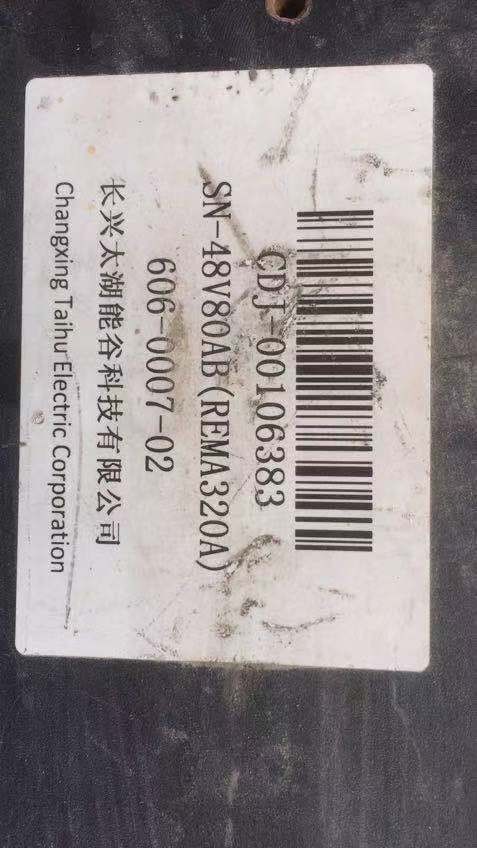 CDJ-00106383
SN-48V80AB(REMA320A)
606-0007-02
长兴太湖能谷科技有限公司
Changxing Taihu Electric Corporation